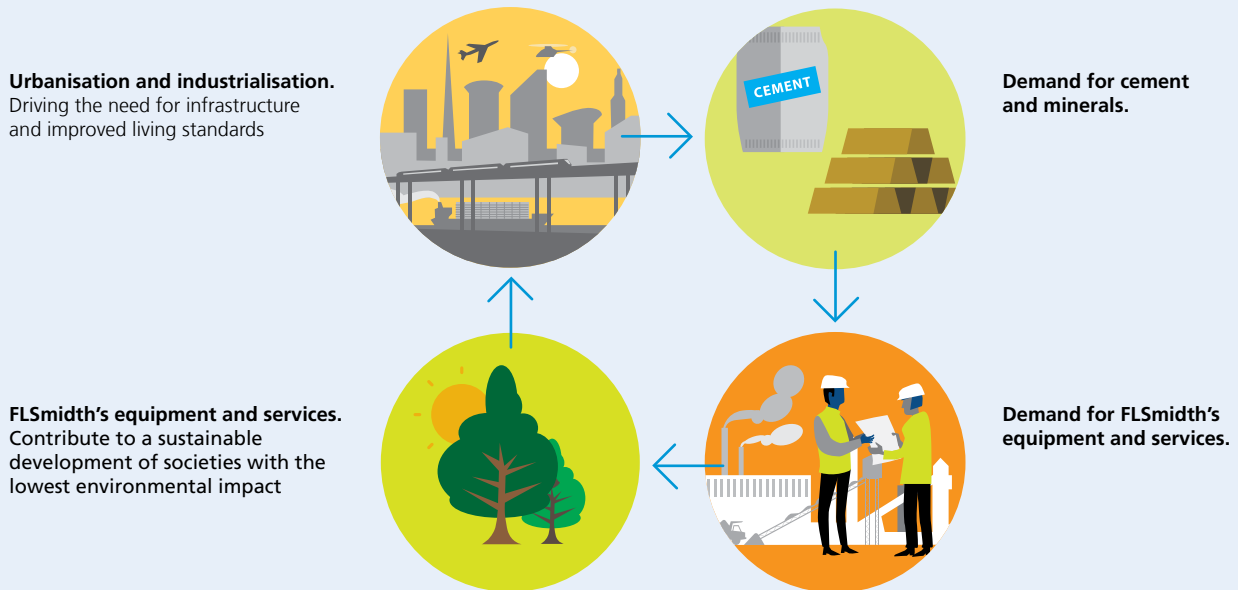 Urbanisation and industrialisation.
Driving the need for infrastructure
and improved living standards
CEMENT
Demand for cement
and minerals.
FLSmidth’s equipment and services.
Contribute to a sustainable
development of societies with the
lowest environmental impact
Demand for FLSmidth’s
equipment and services.